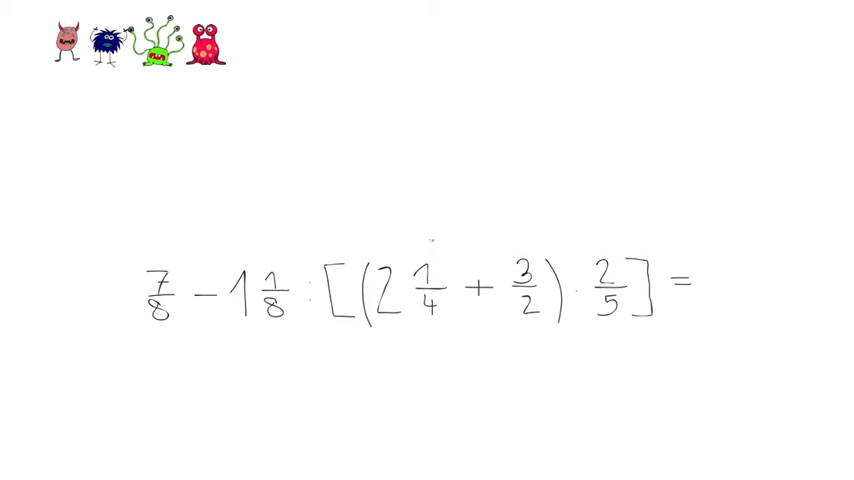 7/8 - 1 1/8 : [(2 1/4 + 3/2) · 2/5] =